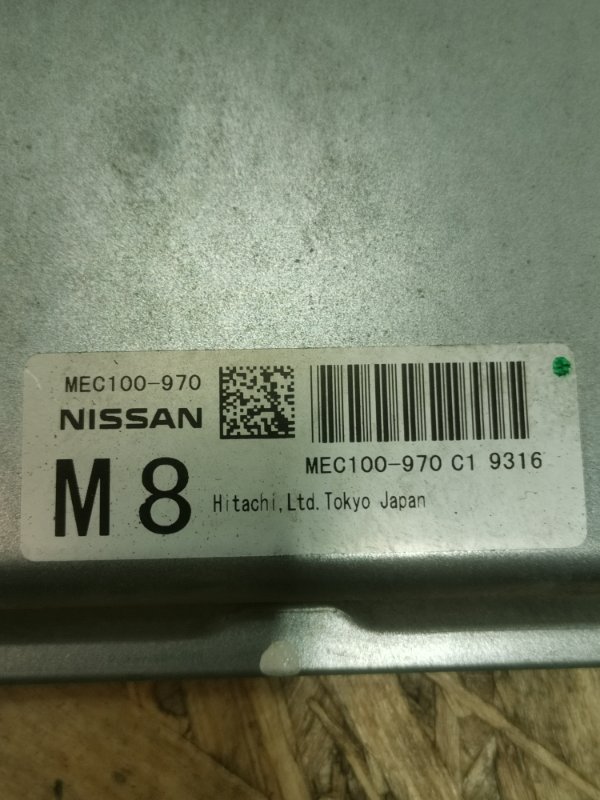 MEC100-970
NISSAN
MEC100-970 C1 9316
M8
Hitachi,Ltd.Tokyo Japan